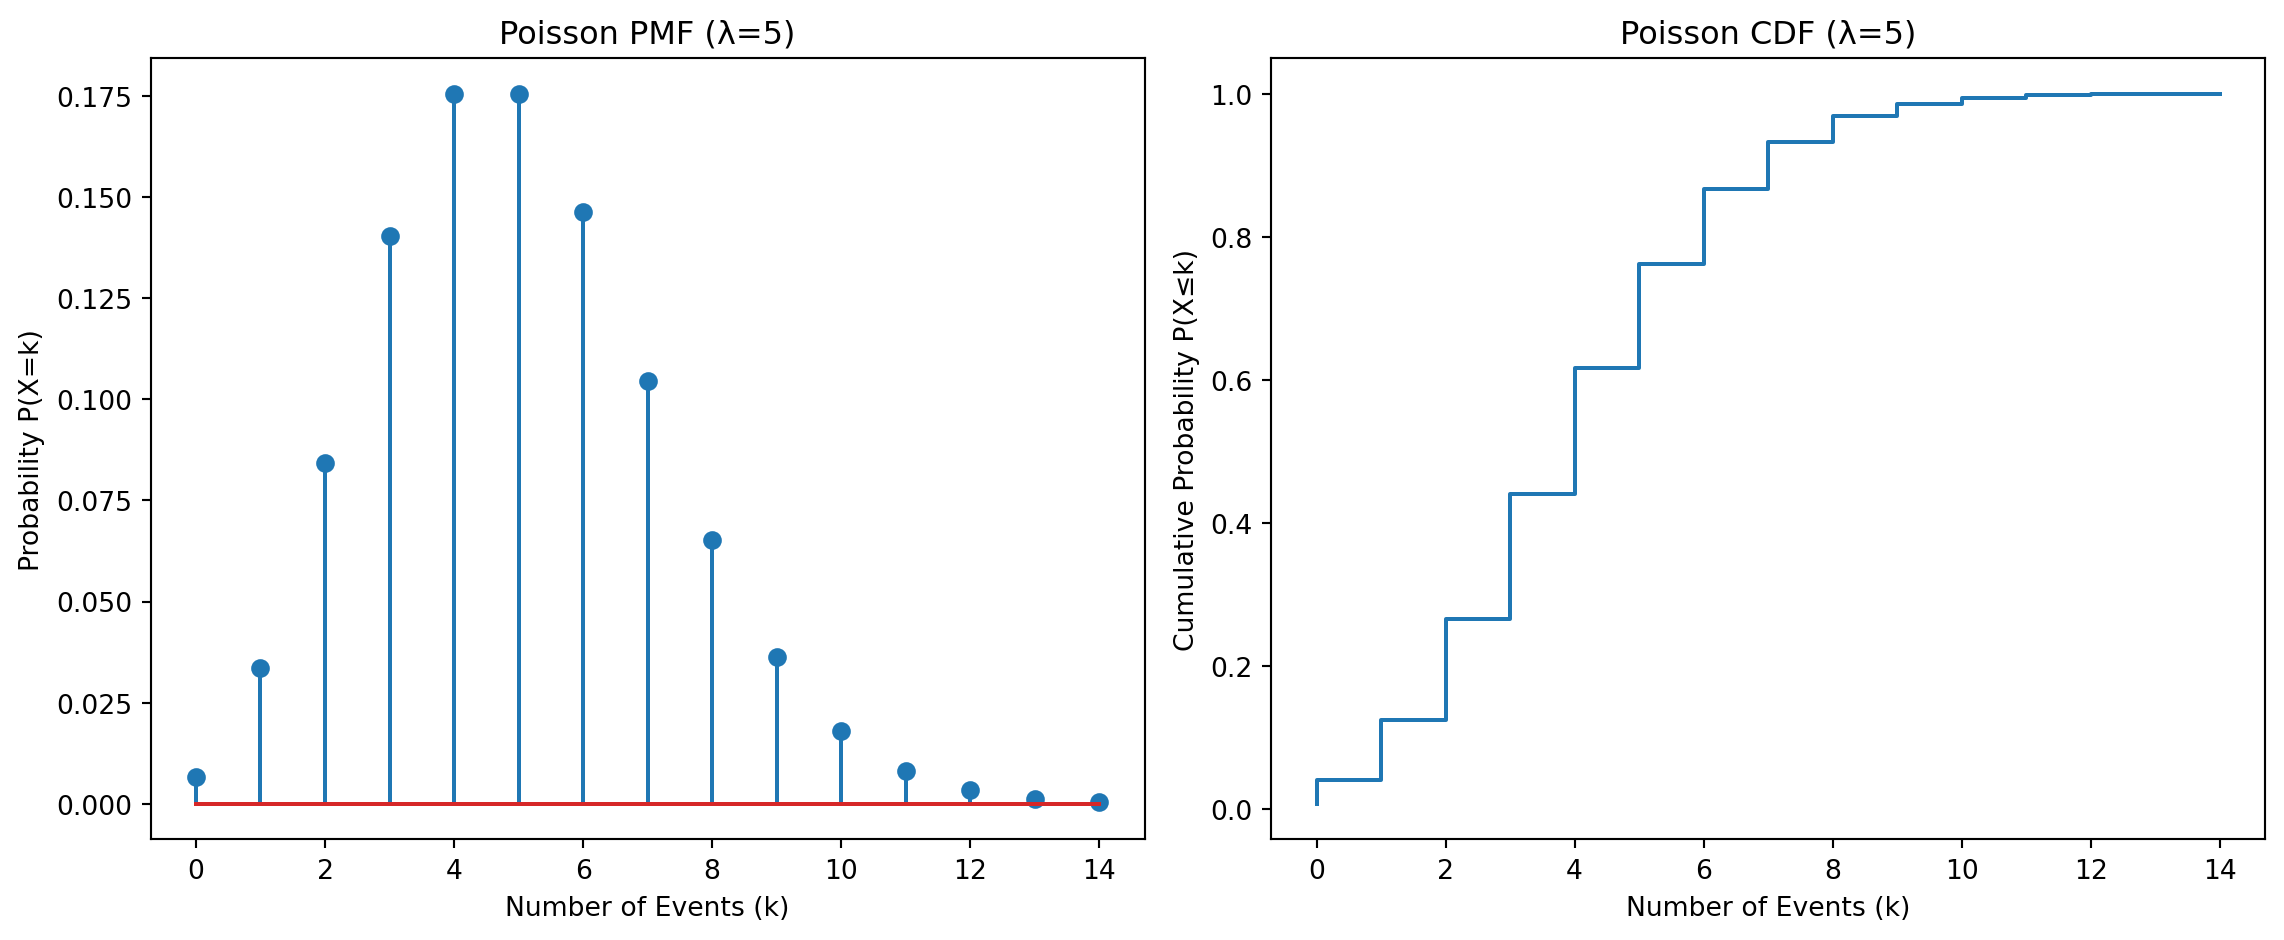 Poisson PMF (λ=5)
Probability P(X=k)
0.175
0.150
0.125
0.100
0.075
0.050
0.025
0.000
0 2 4 6 8 10 12 14
Number of Events (k)
Poisson CDF (λ=5)
Cumulative Probability P(X≤k)
1.0
0.8
0.6
0.4
0.2
0.0
0 2 4 6 8 10 12 14
Number of Events (k)